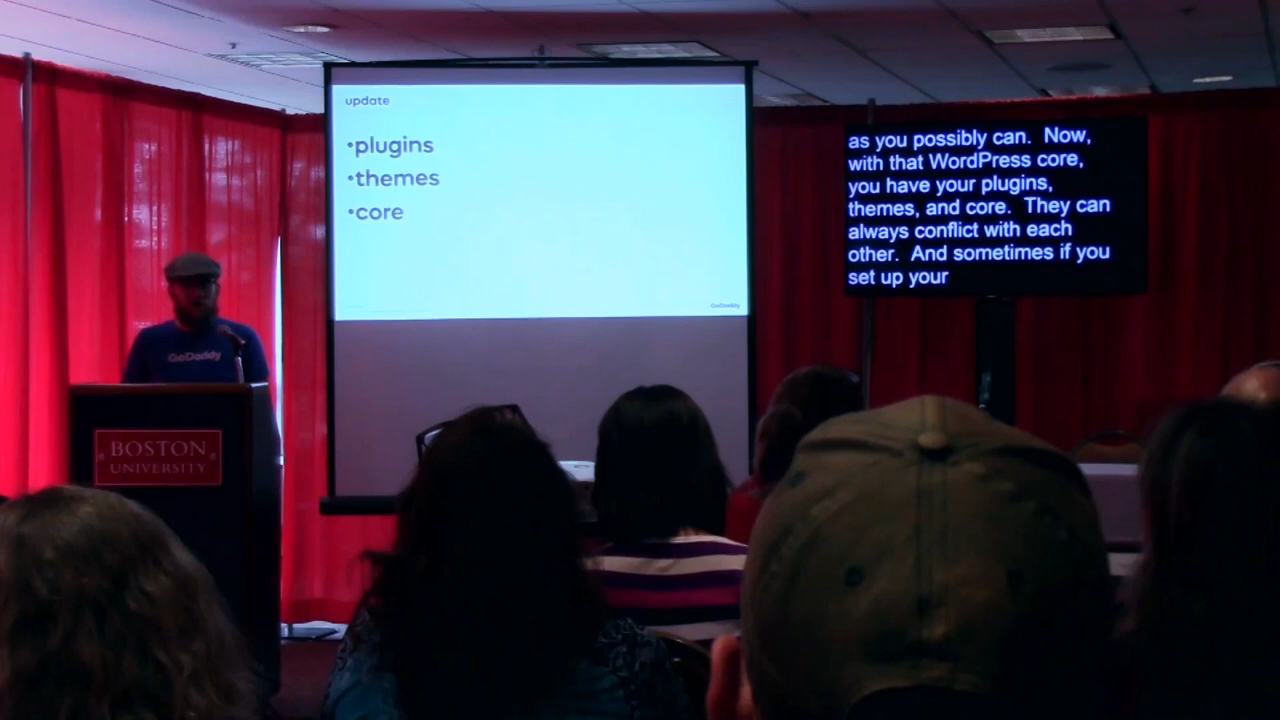 update
•plugins
•themes
•core
GoDaddy
as you possibly can.  Now,
with that WordPress core,
you have your plugins,
themes, and core.  They can
always conflict with each
other.  And sometimes if you
set up your
GoDaddy
BOSTON
UNIVERSITY